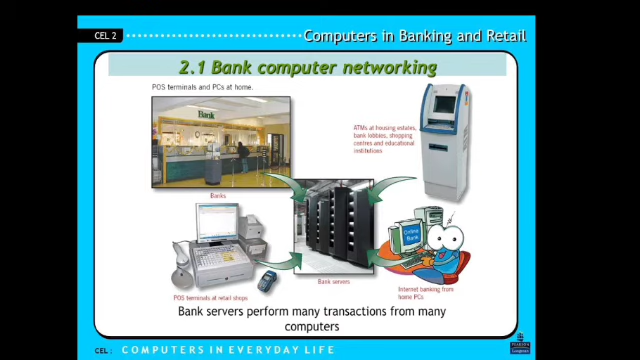 CEL 2
Computers in Banking and Retail
2.1 Bank computer networking
POS terminals and PCs at home.
Bank
ATMs at housing estates,
bank lobbies, shopping
centres and educational
institutions
Banks
Online
Bank
Bank servers
POS terminals at retail shops
Internet banking from
home PCs
Bank servers perform many transactions from many
computers
CEL : COMPUTERS IN EVERYDAY LIFE
PEARSON
Longman